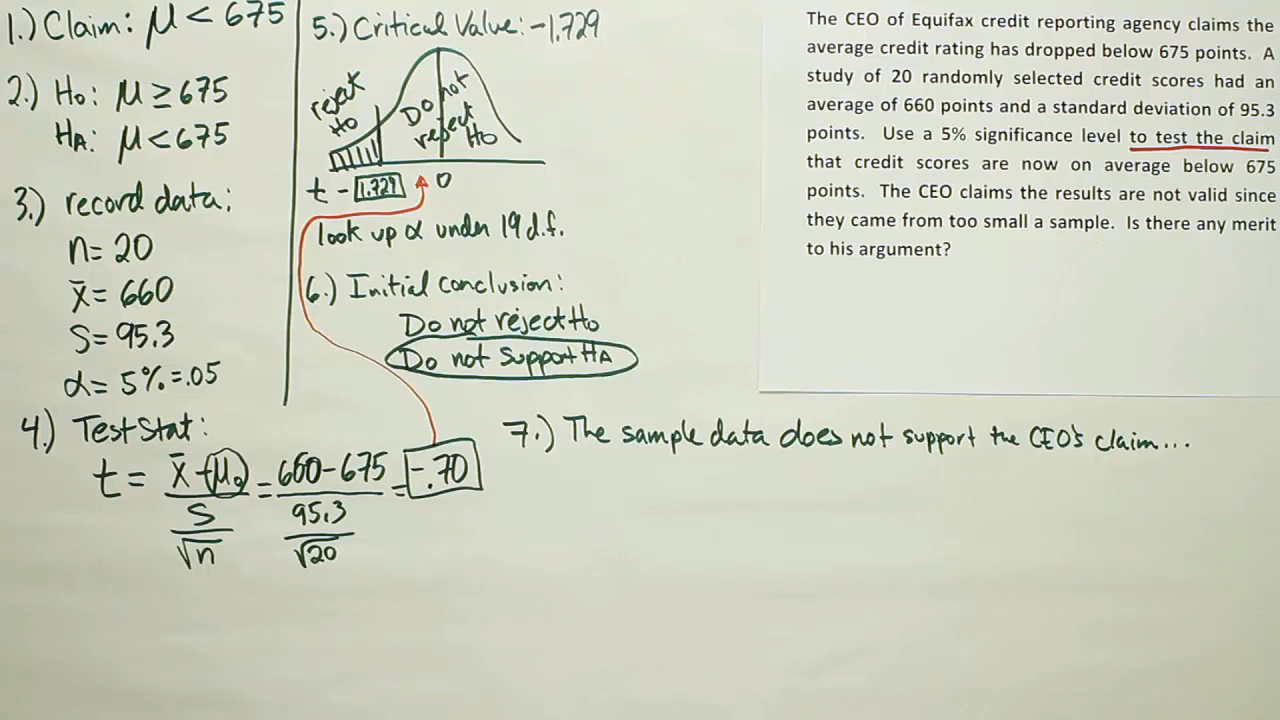 1.) Claim: μ < 675
2.) Ho: μ ≥ 675
HA: μ < 675
3.) record data:
n = 20
x̄ = 660
S = 95.3
α = 5% = .05
4.) Test Stat:
t = x̄ - μ0 / S/√n = 660 - 675 / 95.3/√20 = -.70
5.) Critical Value: -1.729
reject Ho
Do not reject Ho
t - 1.729 0
look up α under 19 d.f.
6.) Initial conclusion:
Do not reject Ho
Do not support HA
7.) The sample data does not support the CEO's claim...
The CEO of Equifax credit reporting agency claims the
average credit rating has dropped below 675 points. A
study of 20 randomly selected credit scores had an
average of 660 points and a standard deviation of 95.3
points. Use a 5% significance level to test the claim
that credit scores are now on average below 675
points. The CEO claims the results are not valid since
they came from too small a sample. Is there any merit
to his argument?